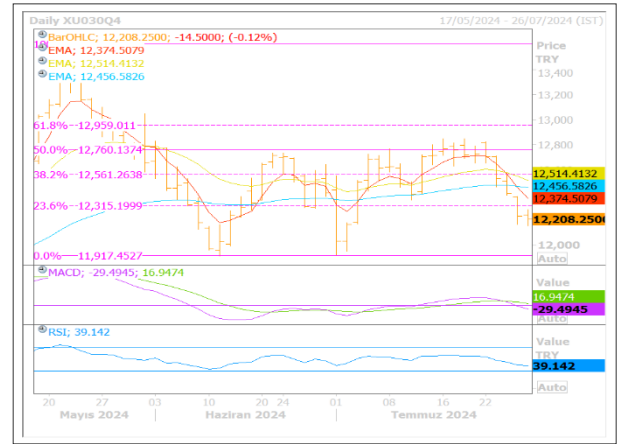 Daily XU030Q4 17/05/2024 - 26/07/2024 (IST)
BarOHLC; 12,208.2500; -14.5000; (-0.12%)
EMA; 12,374.5079
EMA; 12,514.4132
EMA; 12,456.5826
Price
TRY
13,400
13,200
13,000
12,800
12,514.4132
12,456.5826
12,374.5079
12,208.2500
12,000
Auto
61.8% 12,959.011
50.0% 12,760.1374
38.2% 12,561.2638
23.6% 12,315.1999
0.0% 11,917.4527
MACD; -29.4945; 16.9474
Value
16.9474
-29.4945
Auto
RSI; 39.142
Value
TRY
39.142
Auto
20 27 03 10 20 24 01 08 16 22
Mayıs 2024 Haziran 2024 Temmuz 2024